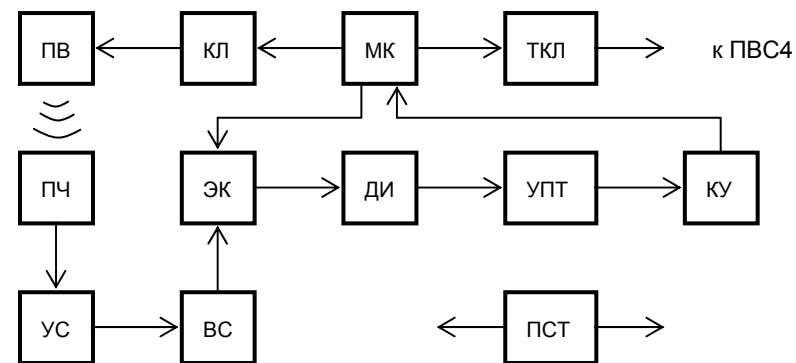 ПВ КЛ МК ТКЛ к ПВС4
ПЧ ЭК ДИ УПТ КУ
УС ВС ПСТ